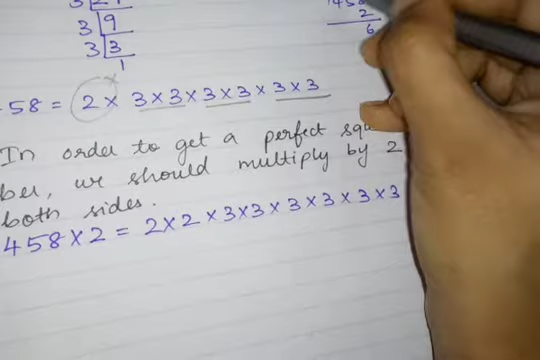 3 9
3 3
1
2
6
58 = 2 × 3 × 3 × 3 × 3 × 3 × 3
In order to get a perfect squ
ber, we should multiply by 2
both sides.
458 × 2 = 2 × 2 × 3 × 3 × 3 × 3 × 3 × 3